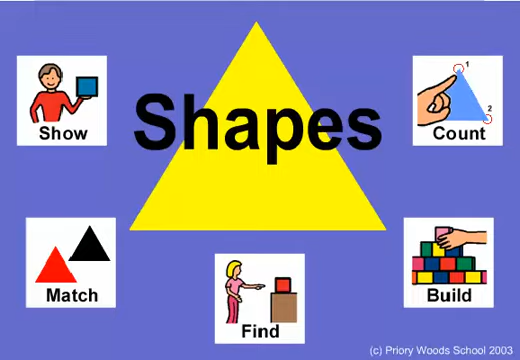 Shapes
Show
1
2
Count
Match
Find
Build
(c) Priory Woods School 2003